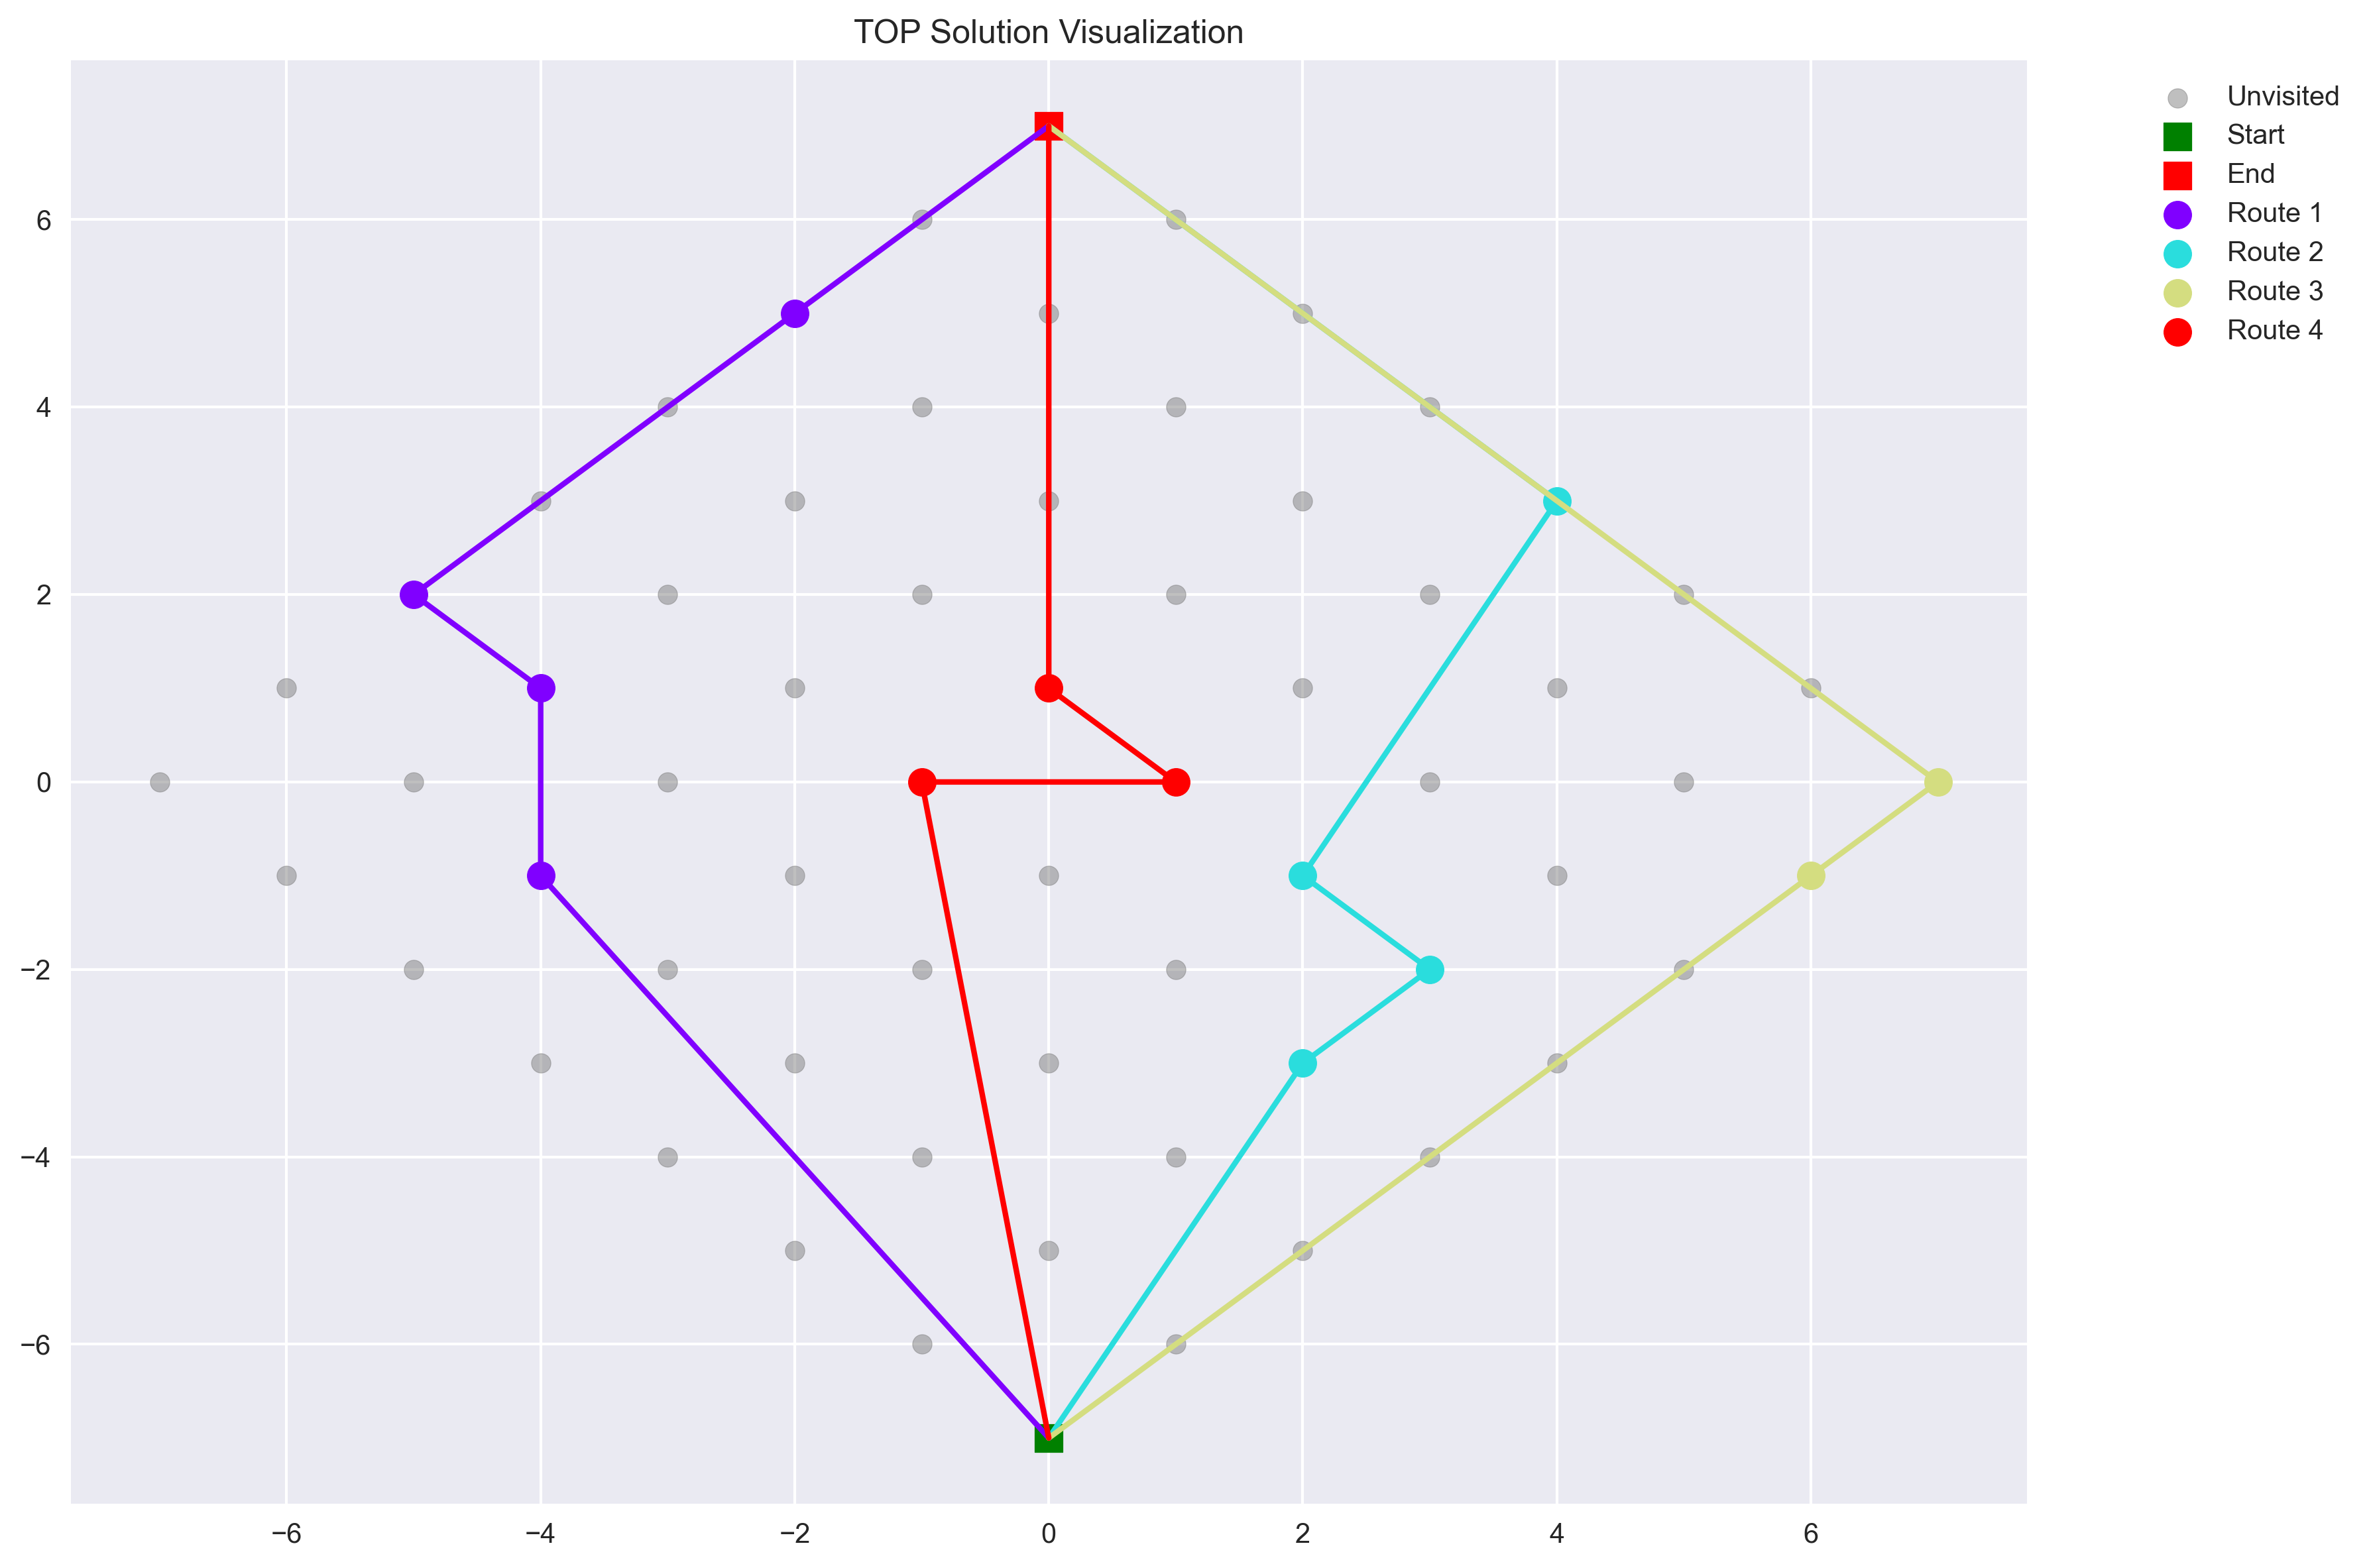 TOP Solution Visualization
Unvisited
Start
End
Route 1
Route 2
Route 3
Route 4
6
4
2
0
−2
−4
−6
−6
−4
−2
0
2
4
6